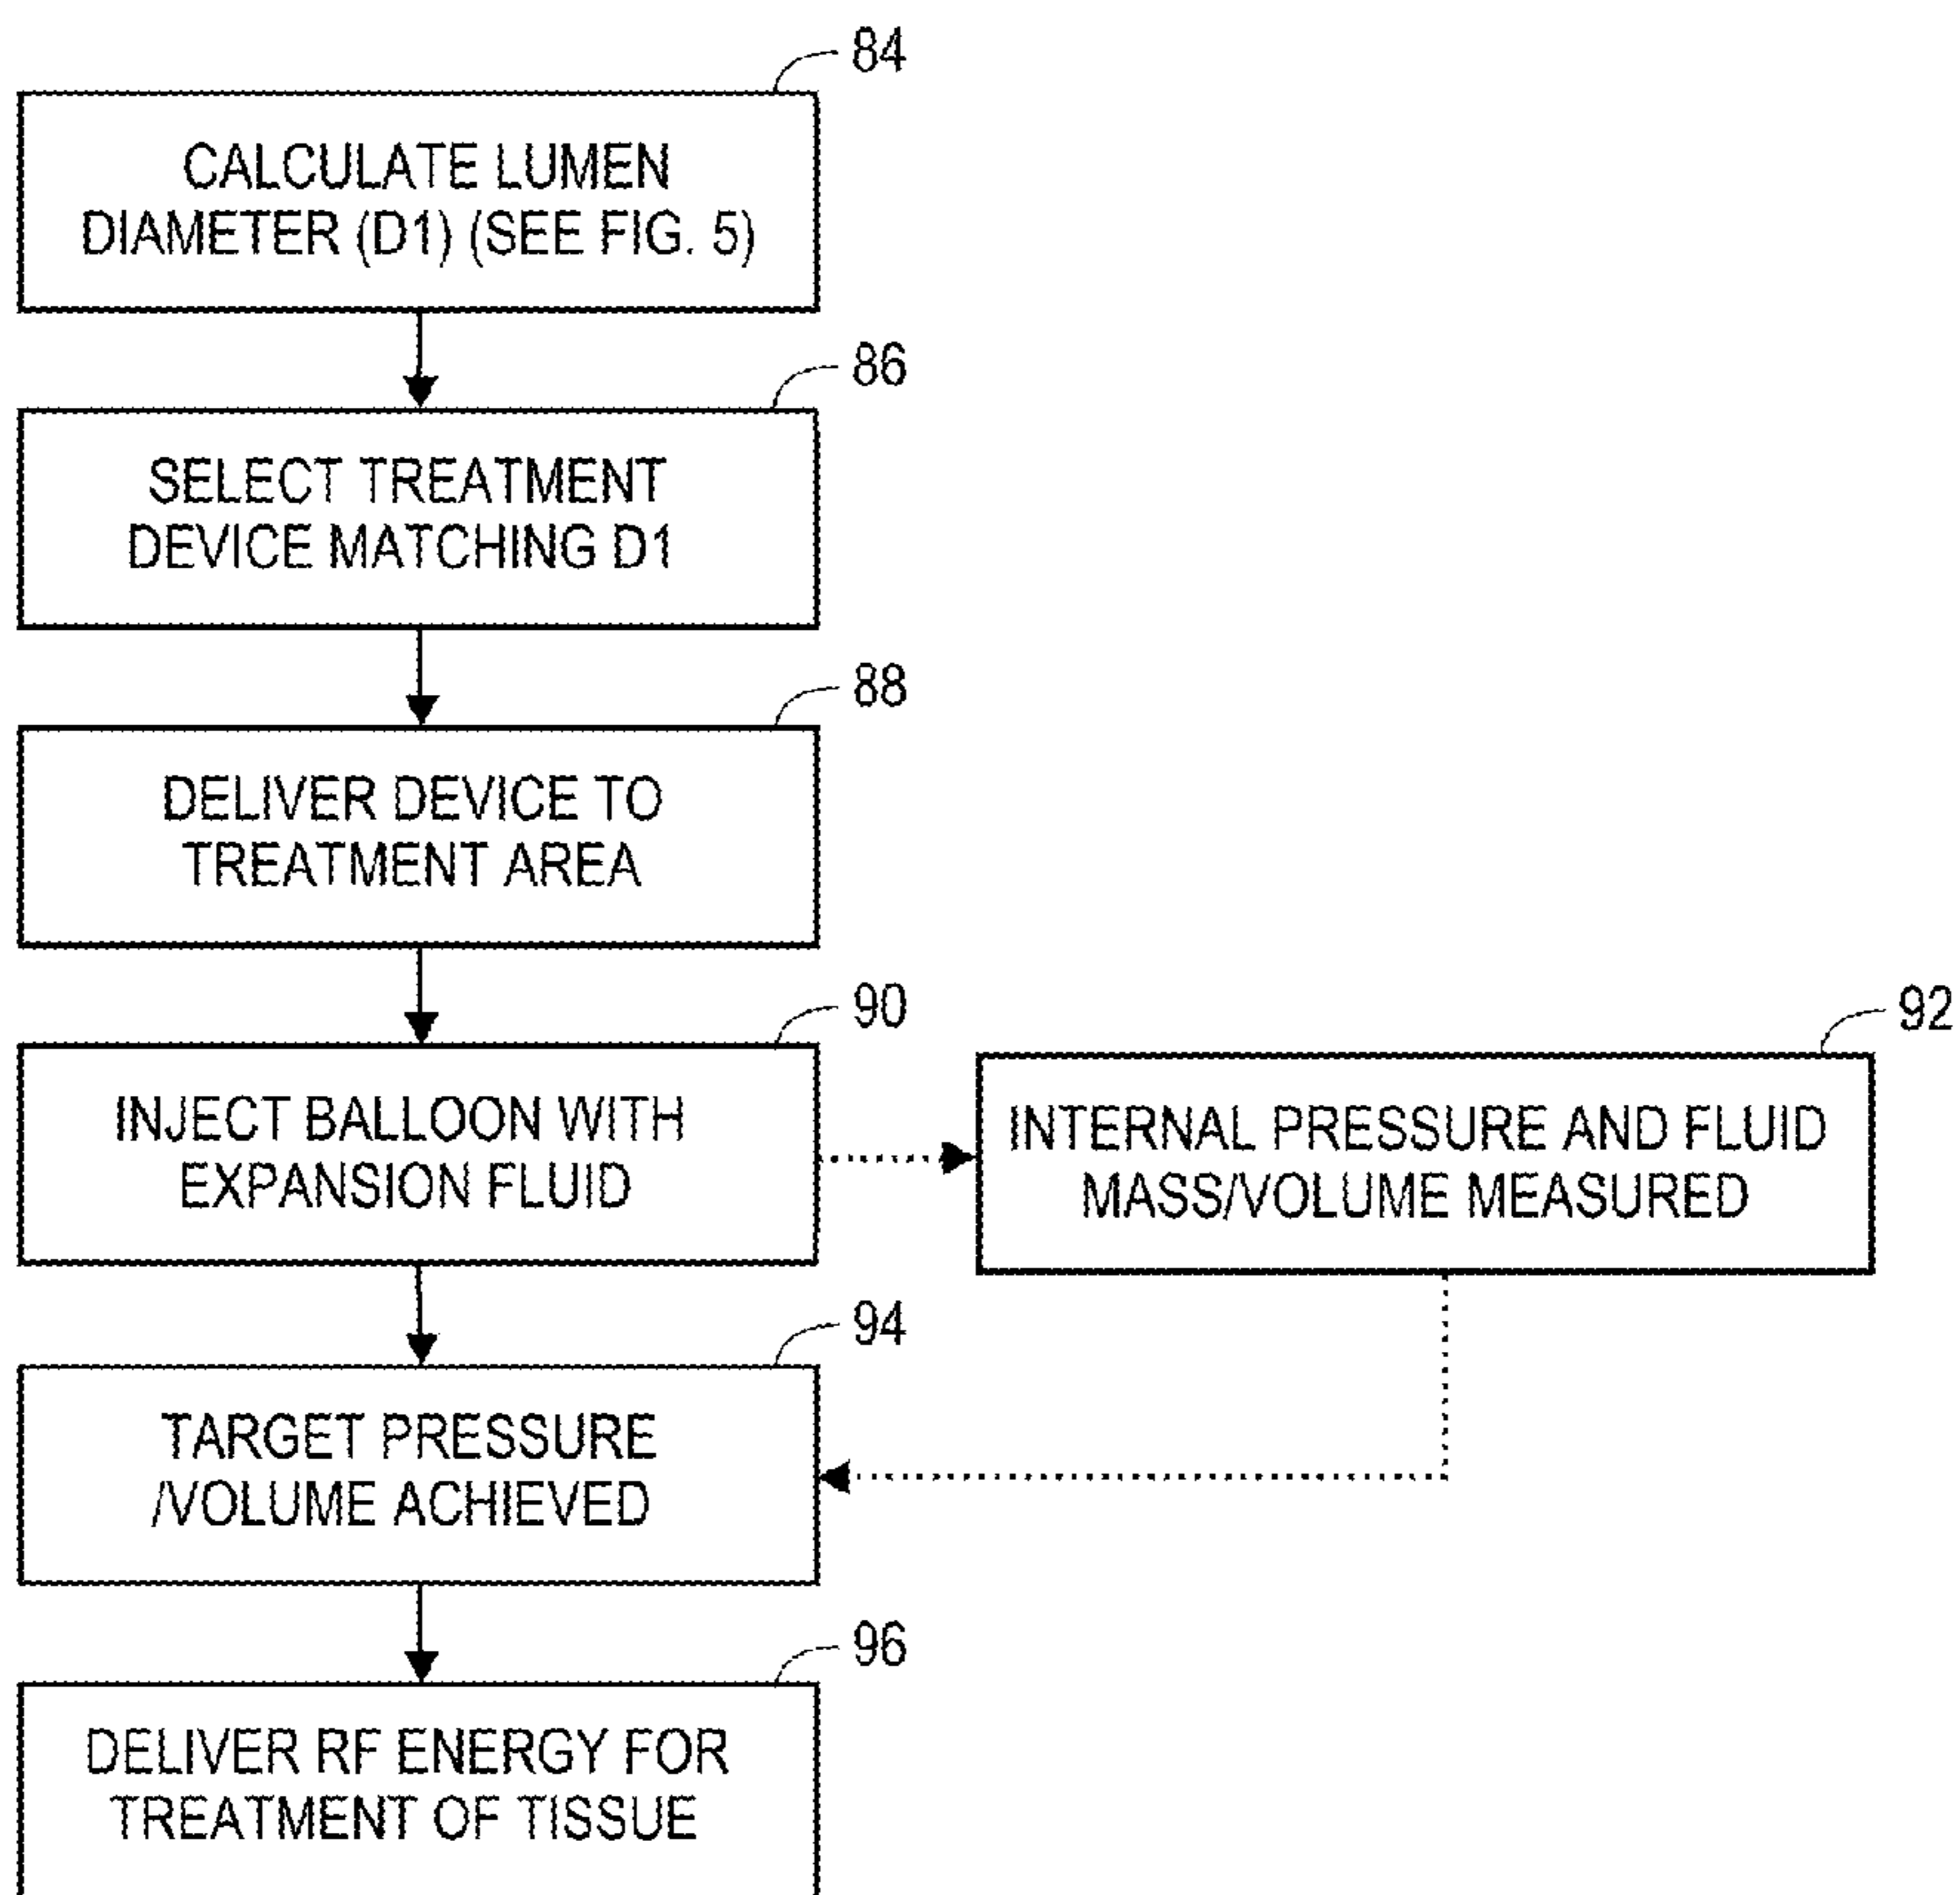 84
CALCULATE LUMEN
DIAMETER (D1) (SEE FIG. 5)
86
SELECT TREATMENT
DEVICE MATCHING D1
88
DELIVER DEVICE TO
TREATMENT AREA
90
INJECT BALLOON WITH
EXPANSION FLUID
92
INTERNAL PRESSURE AND FLUID
MASS/VOLUME MEASURED
94
TARGET PRESSURE
/VOLUME ACHIEVED
96
DELIVER RF ENERGY FOR
TREATMENT OF TISSUE